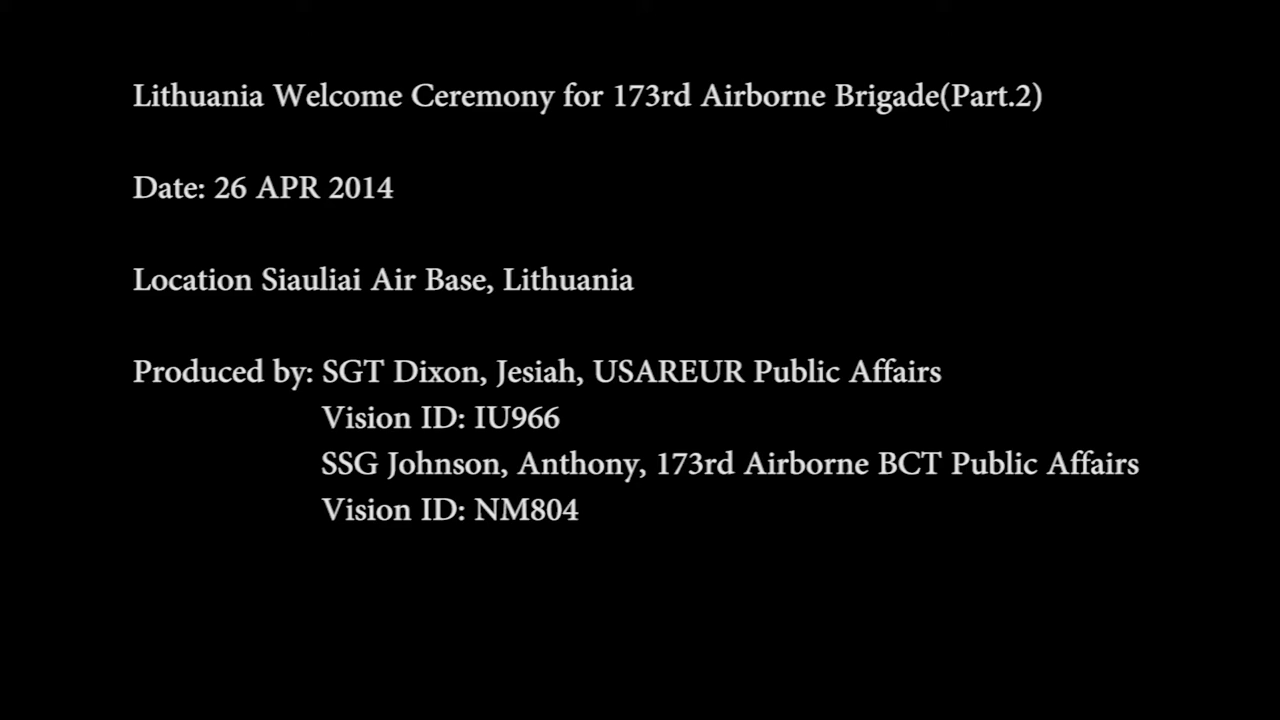 Lithuania Welcome Ceremony for 173rd Airborne Brigade(Part.2)
Date: 26 APR 2014
Location Siauliai Air Base, Lithuania
Produced by: SGT Dixon, Jesiah, USAREUR Public Affairs
Vision ID: IU966
SSG Johnson, Anthony, 173rd Airborne BCT Public Affairs
Vision ID: NM804